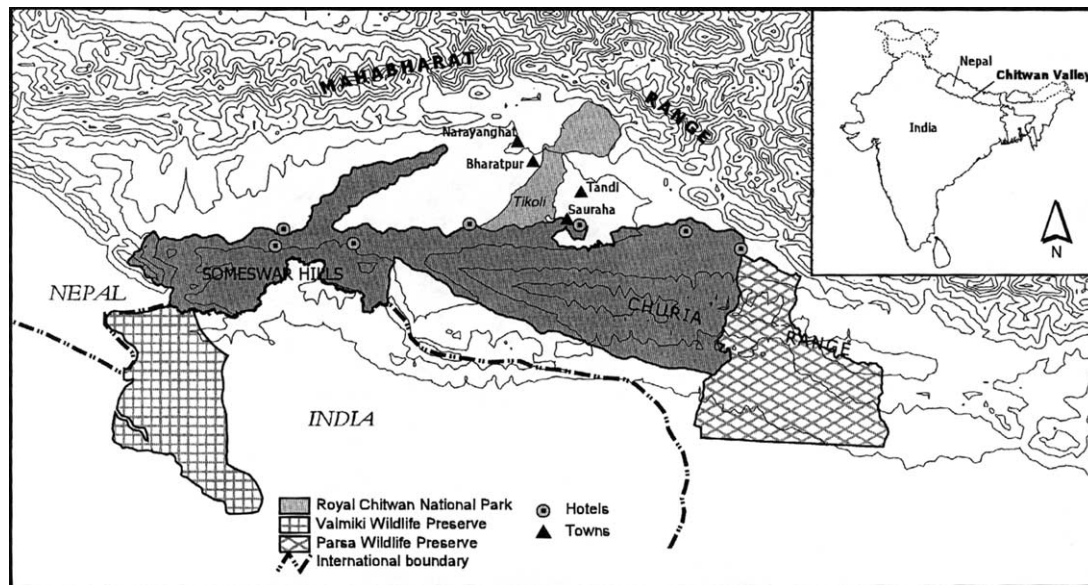 MAHABHARAT
RANGE
Narayanghat
Bharatpur
Tandi
Tikoli
Sauraha
SOMESWAR HILLS
NEPAL
CHURIA
RANGE
INDIA
Royal Chitwan National Park
Valmiki Wildlife Preserve
Parsa Wildlife Preserve
International boundary
Hotels
Towns
Nepal
Chitwan Valley
India
N